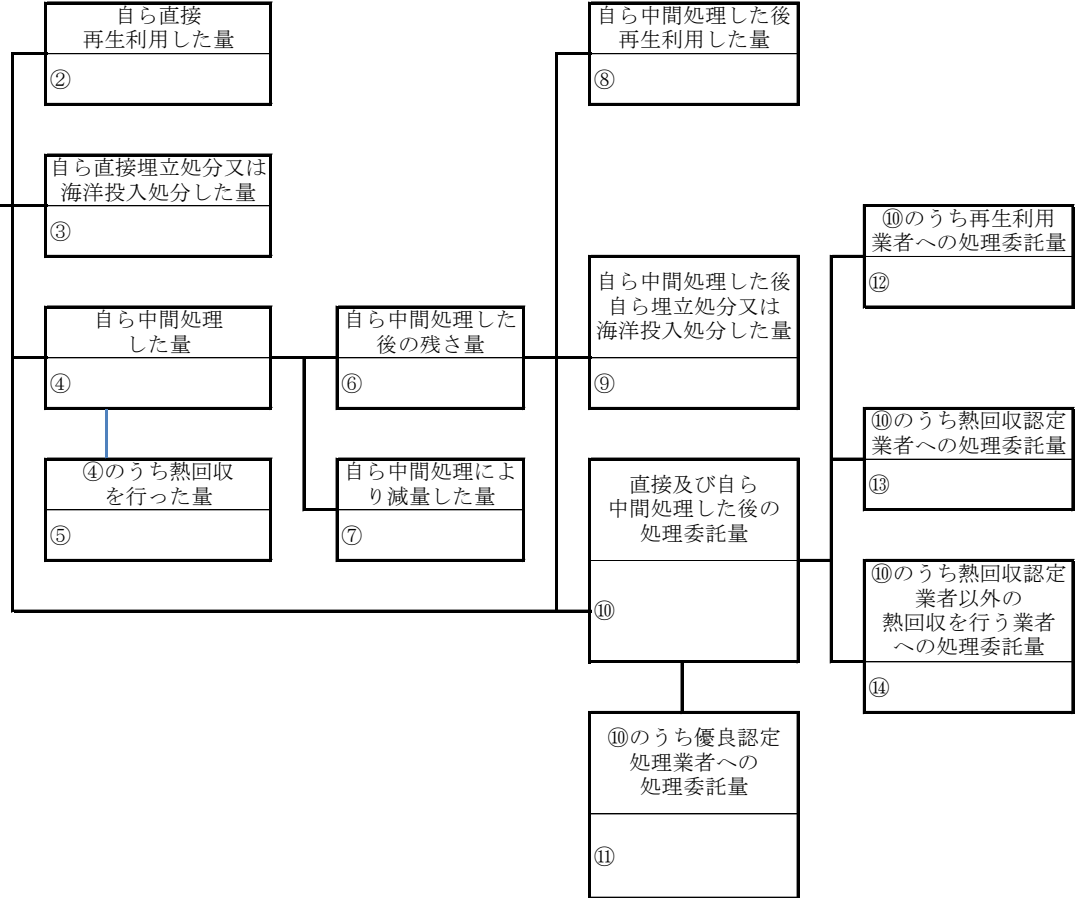 自ら直接
再生利用した量
②
自ら直接埋立処分又は
海洋投入処分した量
③
自ら中間処理
した量
④
④のうち熱回収
を行った量
⑤
自ら中間処理した
後の残さ量
⑥
自ら中間処理によ
り減量した量
⑦
自ら中間処理した後
再生利用した量
⑧
自ら中間処理した後
自ら埋立処分又は
海洋投入処分した量
⑨
直接及び自ら
中間処理した後の
処理委託量
⑩
⑩のうち優良認定
処理業者への
処理委託量
⑪
⑩のうち再生利用
業者への処理委託量
⑫
⑩のうち熱回収認定
業者への処理委託量
⑬
⑩のうち熱回収認定
業者以外の
熱回収を行う業者
への処理委託量
⑭